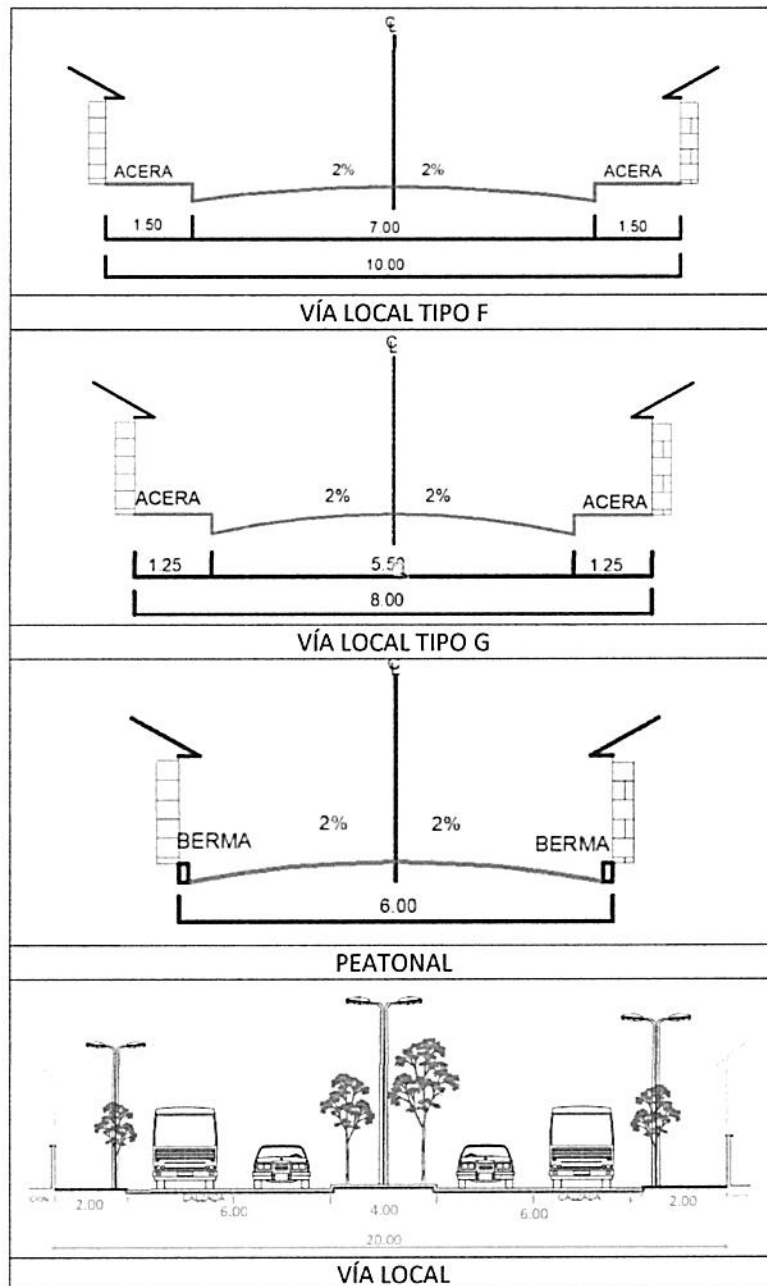 ℄
ACERA 2% 2% ACERA
1.50 7.00 1.50
10.00
VÍA LOCAL TIPO F
℄
ACERA 2% 2% ACERA
1.25 5.50 1.25
8.00
VÍA LOCAL TIPO G
℄
BERMA 2% 2% BERMA
6.00
PEATONAL
CALZADA CALZADA
2.00 6.00 4.00 6.00 2.00
20.00
VÍA LOCAL